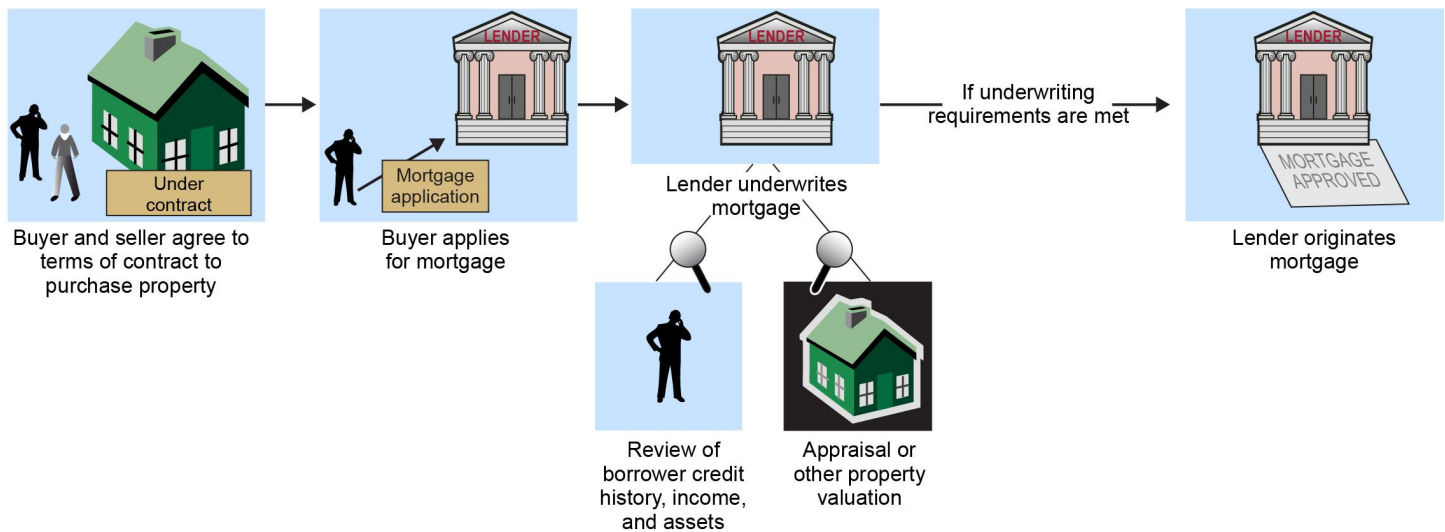 LENDER
LENDER
LENDER
LENDER
Under
contract
Mortgage
application
If underwriting
requirements are met
MORTGAGE
APPROVED
Buyer and seller agree to
terms of contract to
purchase property
Buyer applies
for mortgage
Lender underwrites
mortgage
Lender originates
mortgage
Review of
borrower credit
history, income,
and assets
Appraisal or
other property
valuation